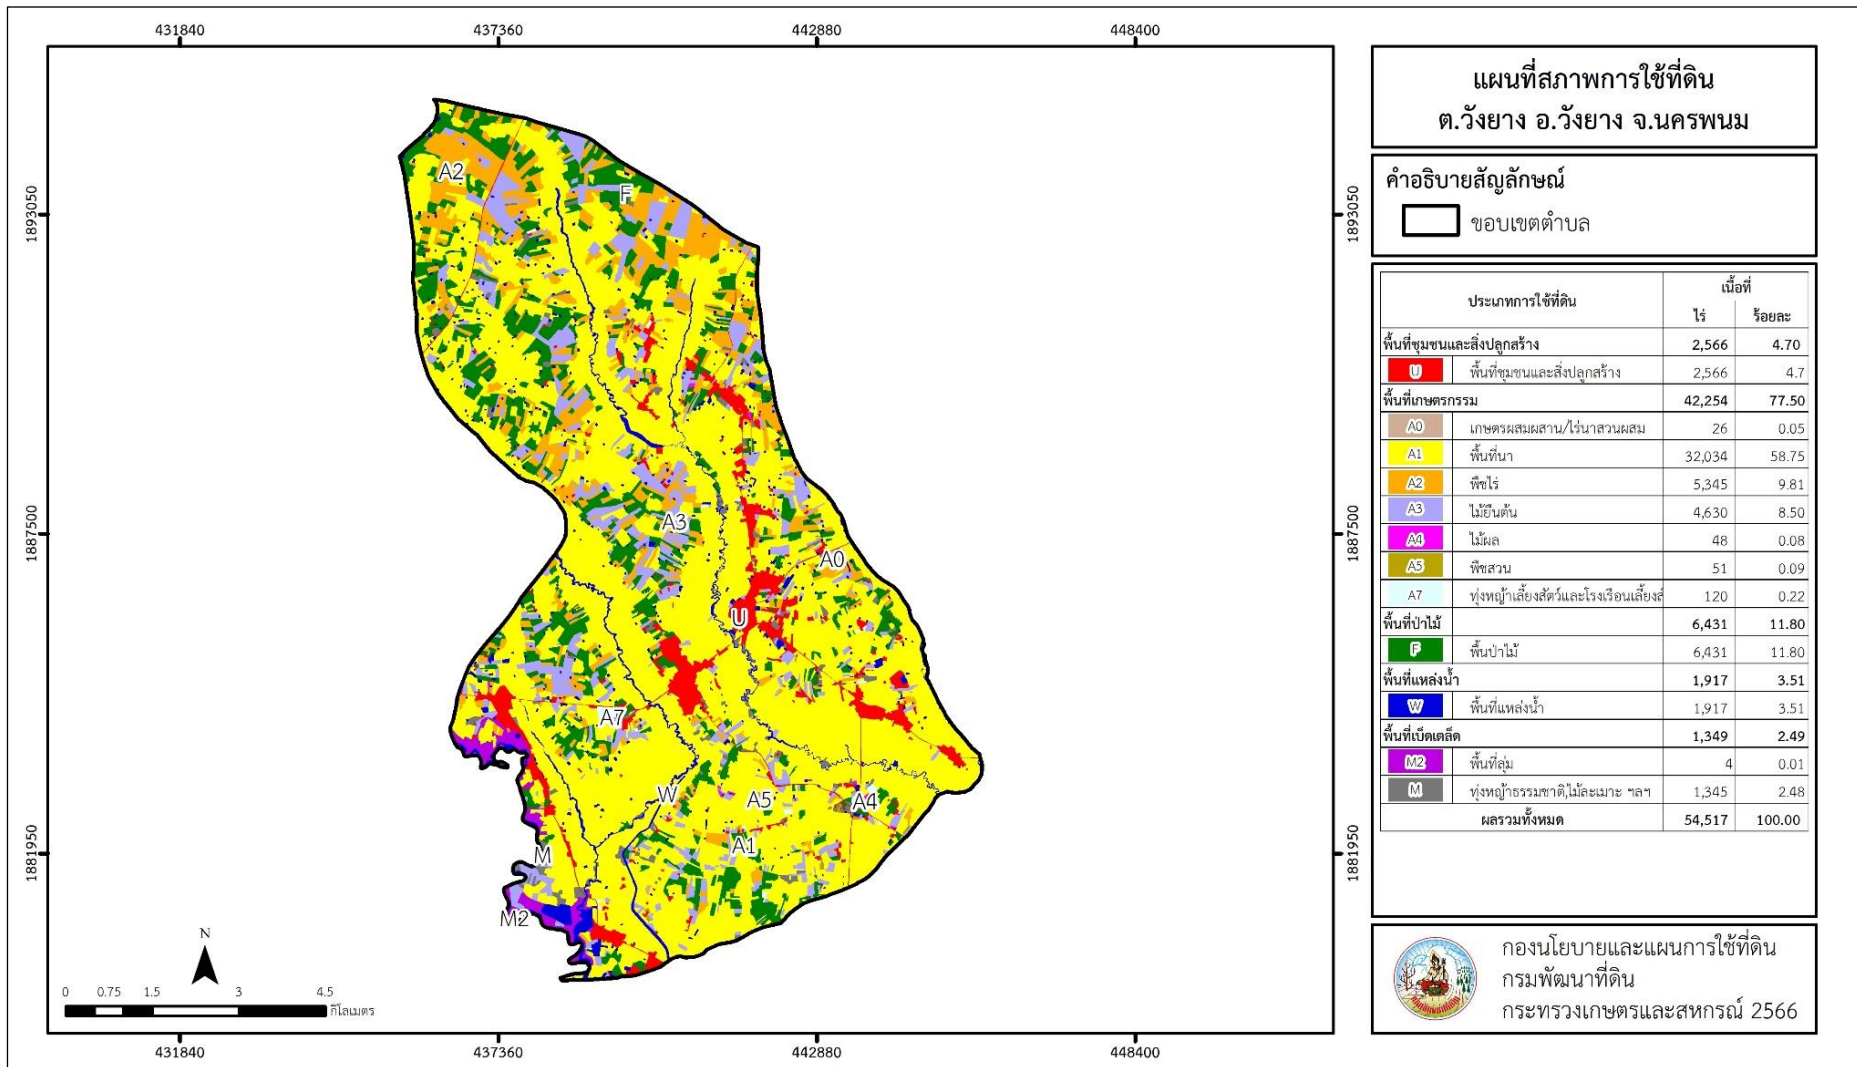 431840 437360 442880 448400
1893050 1893050
1887500 1887500
1881950 1881950
A2
F
A3
A0
U
A7
W
A5
A4
A1
M
M2
N
0 0.75 1.5 3 4.5
กิโลเมตร
431840 437360 442880 448400
แผนที่สภาพการใช้ที่ดิน
ต.วังยาง อ.วังยาง จ.นครพนม
คำอธิบายสัญลักษณ์
ขอบเขตตำบล
ประเภทการใช้ที่ดิน เนื้อที่
ไร่ ร้อยละ
พื้นที่ชุมชนและสิ่งปลูกสร้าง 2,566 4.70
U พื้นที่ชุมชนและสิ่งปลูกสร้าง 2,566 4.7
พื้นที่เกษตรกรรม 42,254 77.50
A0 เกษตรผสมผสาน/ไร่นาสวนผสม 26 0.05
A1 พื้นที่นา 32,034 58.75
A2 พืชไร่ 5,345 9.81
A3 ไม้ยืนต้น 4,630 8.50
A4 ไม้ผล 48 0.08
A5 พืชสวน 51 0.09
A7 ทุ่งหญ้าเลี้ยงสัตว์และโรงเรือนเลี้ยงสั 120 0.22
พื้นที่ป่าไม้ 6,431 11.80
F พื้นป่าไม้ 6,431 11.80
พื้นที่แหล่งน้ำ 1,917 3.51
W พื้นที่แหล่งน้ำ 1,917 3.51
พื้นที่เบ็ดเตล็ด 1,349 2.49
M2 พื้นที่ลุ่ม 4 0.01
M ทุ่งหญ้าธรรมชาติ,ไม้ละเมาะ ฯลฯ 1,345 2.48
ผลรวมทั้งหมด 54,517 100.00
กองนโยบายและแผนการใช้ที่ดิน
กรมพัฒนาที่ดิน
กระทรวงเกษตรและสหกรณ์ 2566